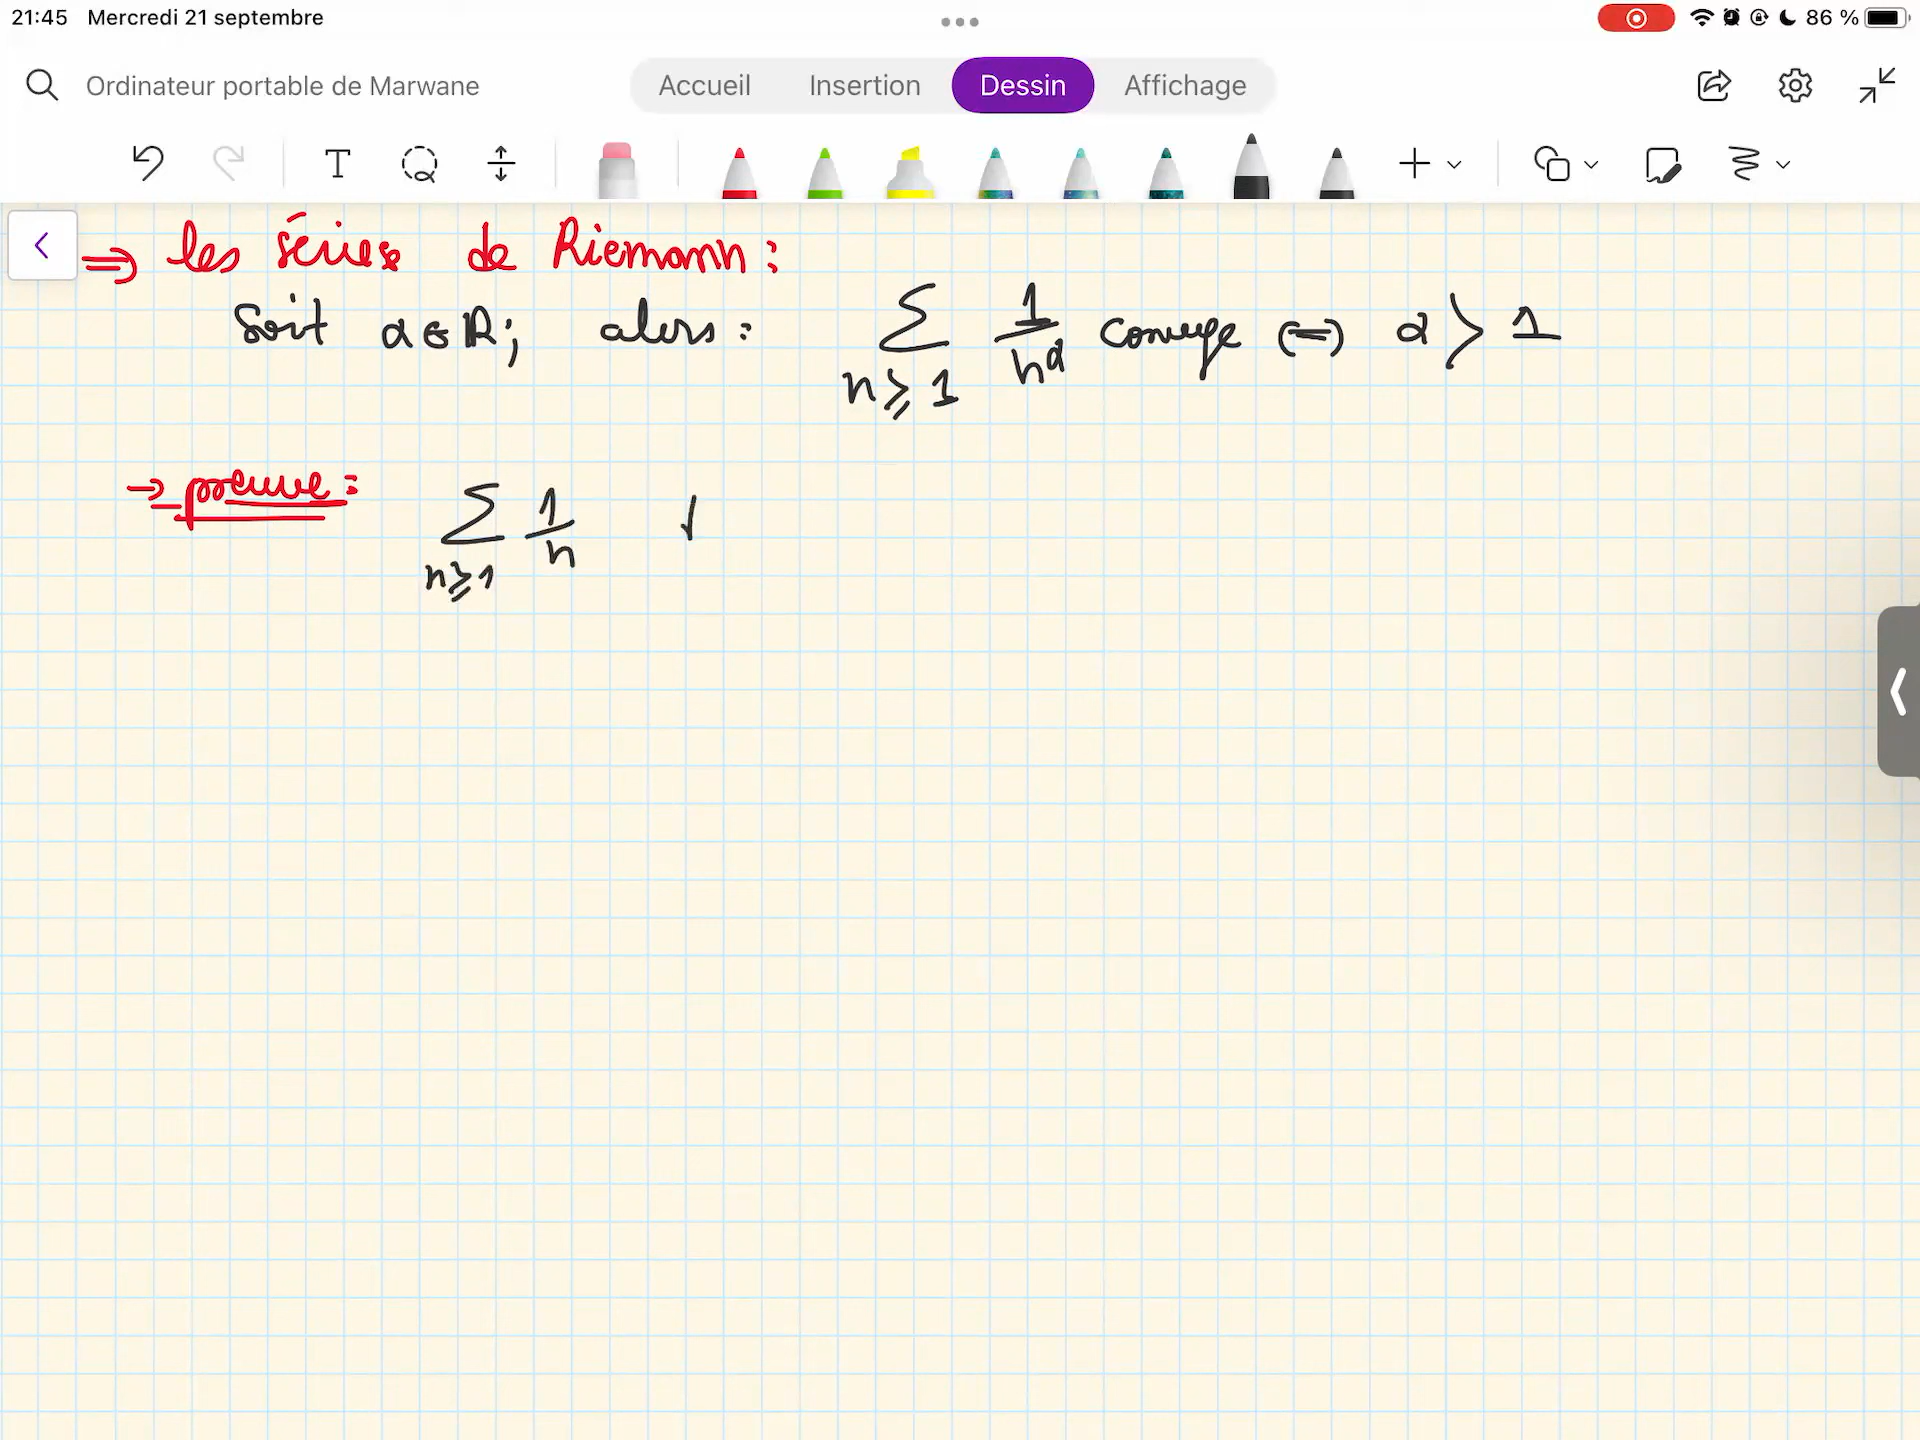 21:45 Mercredi 21 septembre 86 %
Ordinateur portable de Marwane Accueil Insertion Dessin Affichage
T
⇒ les séries de Riemann :
Soit α ∈ ℝ ; alors : ∑_{n≥1} 1/n^α converge ⟺ α > 1
→ preuve : ∑_{n≥1} 1/n